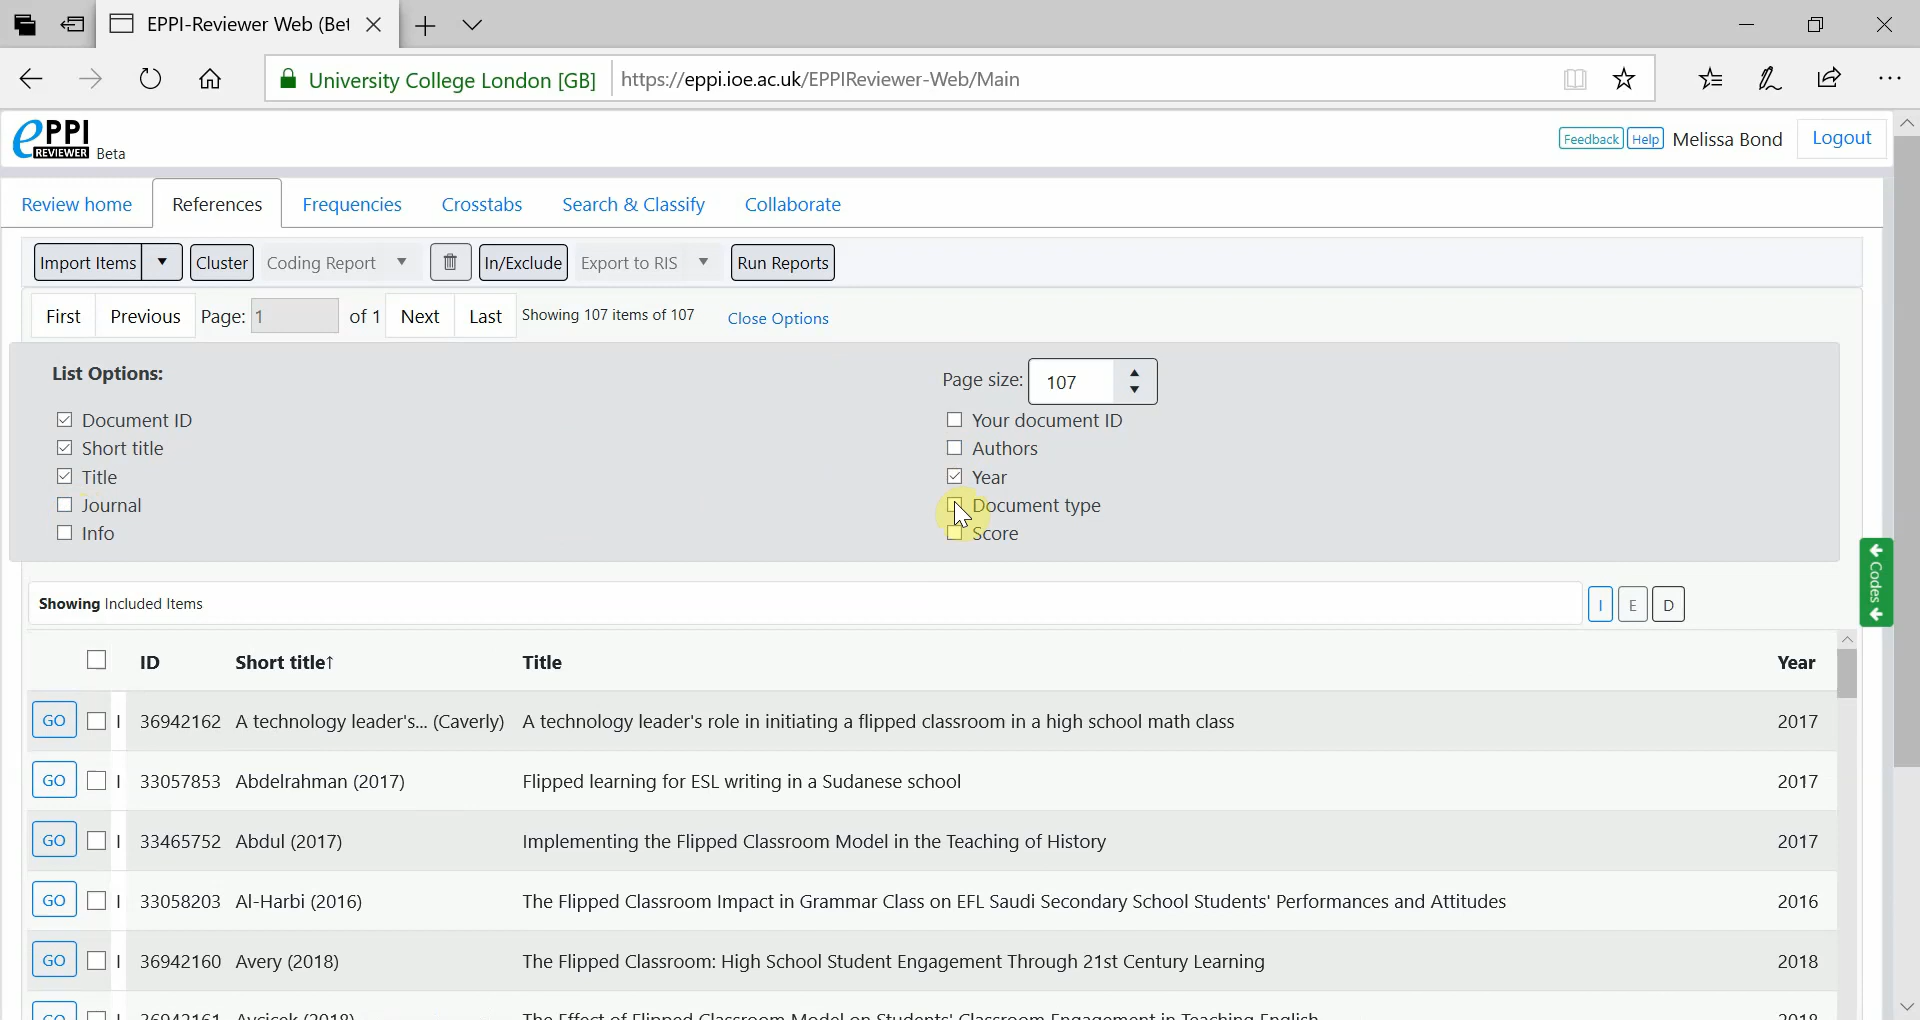 EPPI-Reviewer Web (Bet
University College London [GB] https://eppi.ioe.ac.uk/EPPIReviewer-Web/Main
ePPI REVIEWER Beta
Feedback Help Melissa Bond Logout
Review home References Frequencies Crosstabs Search & Classify Collaborate
Import Items Cluster Coding Report In/Exclude Export to RIS Run Reports
First Previous Page: 1 of 1 Next Last Showing 107 items of 107 Close Options
List Options: Page size: 107
Document ID Your document ID
Short title Authors
Title Year
Journal Document type
Info Score
Codes
Showing Included Items I E D
ID Short title↑ Title Year
GO I 36942162 A technology leader's... (Caverly) A technology leader's role in initiating a flipped classroom in a high school math class 2017
GO I 33057853 Abdelrahman (2017) Flipped learning for ESL writing in a Sudanese school 2017
GO I 33465752 Abdul (2017) Implementing the Flipped Classroom Model in the Teaching of History 2017
GO I 33058203 Al-Harbi (2016) The Flipped Classroom Impact in Grammar Class on EFL Saudi Secondary School Students' Performances and Attitudes 2016
GO I 36942160 Avery (2018) The Flipped Classroom: High School Student Engagement Through 21st Century Learning 2018
GO I 36942161 Avcicek (2018) The Effect of Flipped Classroom Model on Students' Classroom Engagement in Teaching English 2018